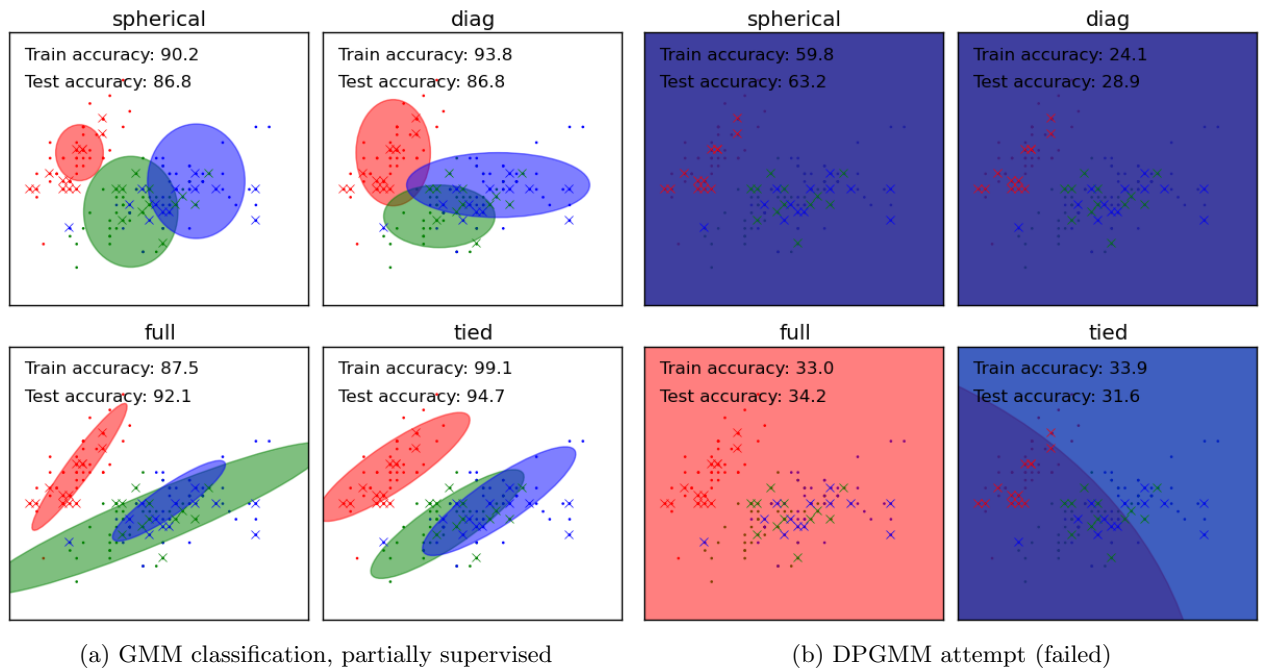 spherical
diag
spherical
diag
Train accuracy: 90.2
Test accuracy: 86.8
Train accuracy: 93.8
Test accuracy: 86.8
Train accuracy: 59.8
Test accuracy: 63.2
Train accuracy: 24.1
Test accuracy: 28.9
full
tied
full
tied
Train accuracy: 87.5
Test accuracy: 92.1
Train accuracy: 99.1
Test accuracy: 94.7
Train accuracy: 33.0
Test accuracy: 34.2
Train accuracy: 33.9
Test accuracy: 31.6
(a) GMM classification, partially supervised
(b) DPGMM attempt (failed)